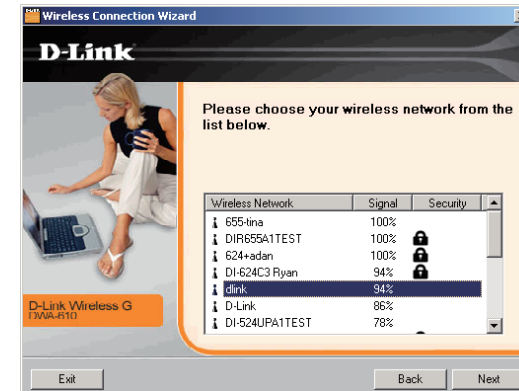 Wireless Connection Wizard
D-Link
Please choose your wireless network from the
list below.
Wireless Network Signal Security
655-tina 100%
DIR655A1TEST 100%
624+adan 100%
DI-624C3 Ryan 94%
dlink 94%
D-Link 86%
DI-524UPA1TEST 78%
D-Link Wireless G
DWA-610
Exit Back Next